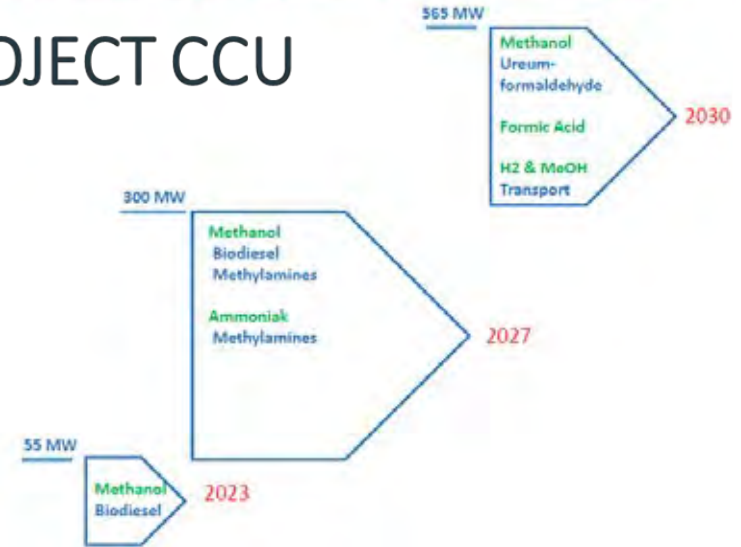 OJECT CCU
565 MW
Methanol
Ureum-
formaldehyde
Formic Acid
H2 & MeOH
Transport
2030
300 MW
Methanol
Biodiesel
Methylamines
Ammoniak
Methylamines
2027
55 MW
Methanol
Biodiesel
2023